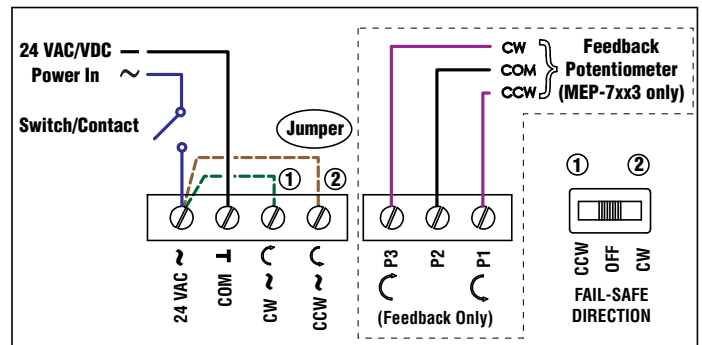 24 VAC/VDC —
Power In ~
Switch/Contact
Jumper
① ②
24 VAC ~
COM
CW ~
CCW ~
CW
COM
CCW
Feedback
Potentiometer
(MEP-7xx3 only)
P3
P2
P1
(Feedback Only)
① ②
CCW
OFF
CW
FAIL-SAFE
DIRECTION